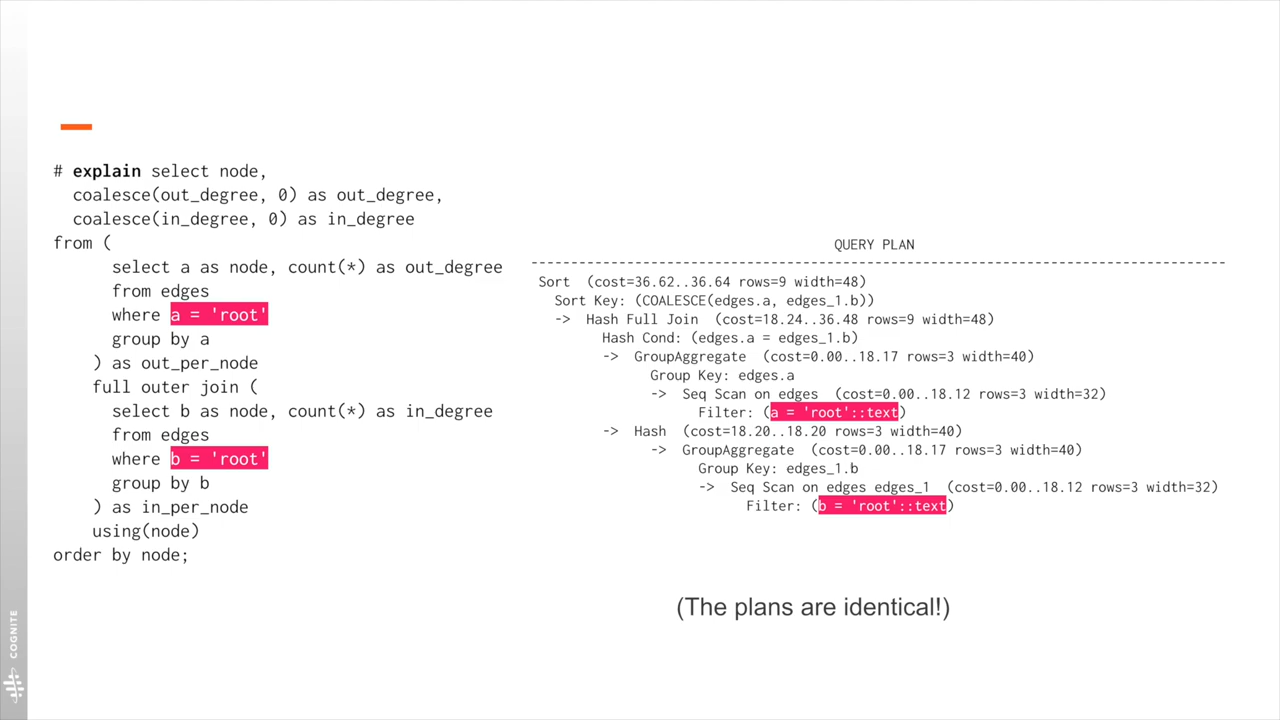 # explain select node,
coalesce(out_degree, 0) as out_degree,
coalesce(in_degree, 0) as in_degree
from (
select a as node, count(*) as out_degree
from edges
where a = 'root'
group by a
) as out_per_node
full outer join (
select b as node, count(*) as in_degree
from edges
where b = 'root'
group by b
) as in_per_node
using(node)
order by node;
QUERY PLAN
---------------------------------------------------------------------------------------
Sort (cost=36.62..36.64 rows=9 width=48)
Sort Key: (COALESCE(edges.a, edges_1.b))
-> Hash Full Join (cost=18.24..36.48 rows=9 width=48)
Hash Cond: (edges.a = edges_1.b)
-> GroupAggregate (cost=0.00..18.17 rows=3 width=40)
Group Key: edges.a
-> Seq Scan on edges (cost=0.00..18.12 rows=3 width=32)
Filter: (a = 'root'::text)
-> Hash (cost=18.20..18.20 rows=3 width=40)
-> GroupAggregate (cost=0.00..18.17 rows=3 width=40)
Group Key: edges_1.b
-> Seq Scan on edges edges_1 (cost=0.00..18.12 rows=3 width=32)
Filter: (b = 'root'::text)
(The plans are identical!)
COGNITE